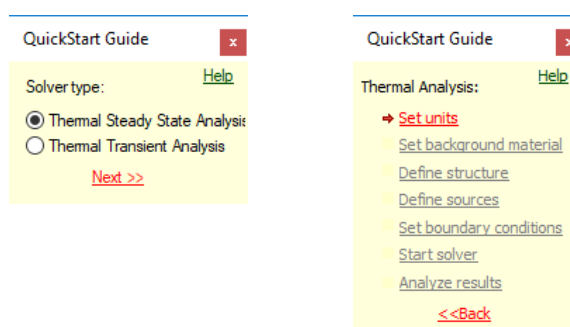 QuickStart Guide
x
Help
Solver type:
Thermal Steady State Analysis
Thermal Transient Analysis
Next >>
QuickStart Guide
x
Help
Thermal Analysis:
Set units
Set background material
Define structure
Define sources
Set boundary conditions
Start solver
Analyze results
<<Back